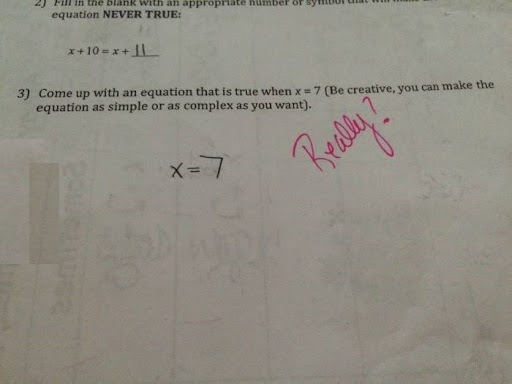 2) Fill in the blank with an appropriate number or symbol that will make
equation NEVER TRUE:
x + 10 = x + 11
3) Come up with an equation that is true when x = 7 (Be creative, you can make the
equation as simple or as complex as you want).
Really?
x = 7